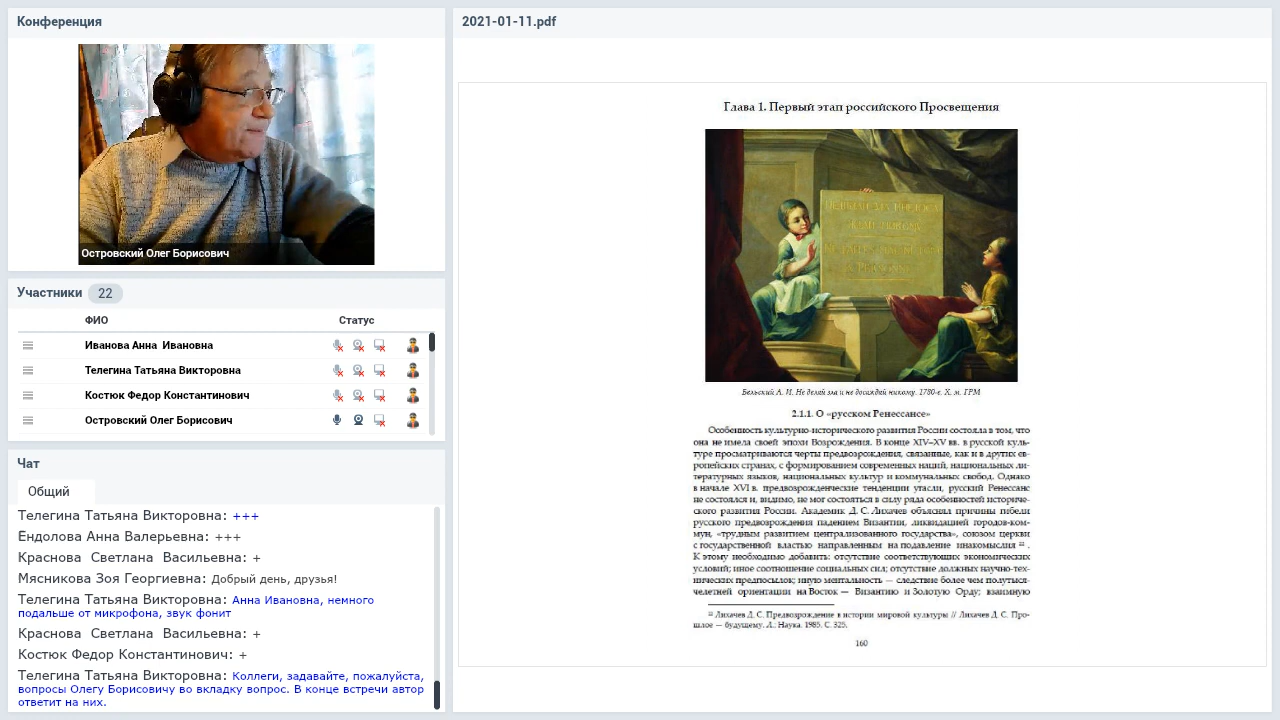 Конференция
Островский Олег Борисович
Участники 22
ФИО Статус
Иванова Анна Ивановна
Телегина Татьяна Викторовна
Костюк Федор Константинович
Островский Олег Борисович
Чат
Общий
Телегина Татьяна Викторовна: +++
Ендолова Анна Валерьевна: +++
Краснова Светлана Васильевна: +
Мясникова Зоя Георгиевна: Добрый день, друзья!
Телегина Татьяна Викторовна: Анна Ивановна, немного
подальше от микрофона, звук фонит
Краснова Светлана Васильевна: +
Костюк Федор Константинович: +
Телегина Татьяна Викторовна: Коллеги, задавайте, пожалуйста,
вопросы Олегу Борисовичу во вкладку вопрос. В конце встречи автор
ответит на них.
2021-01-11.pdf
Глава 1. Первый этап российского Просвещения
Бельский А. И. Не делай зла и не досаждай никому. 1780-е. Х, м. ГРМ
2.1.1. О «русском Ренессансе»
Особенность культурно-исторического развития России состояла в том, что
она не имела своей эпохи Возрождения. В конце XIV–XV вв. в русской куль-
туре просматриваются черты предвозрождения, связанные, как и в других ев-
ропейских странах, с формированием современных наций, национальных ли-
тературных языков, национальных культур и коммунальных свобод. Однако
в начале XVI в. предвозрожденческие тенденции угасли, русский Ренессанс
не состоялся и, видимо, не мог состояться в силу ряда особенностей историче-
ского развития России. Академик Д. С. Лихачев объяснял причины гибели
русского предвозрождения падением Византии, ликвидацией городов-ком-
мун, «трудным развитием централизованного государства», союзом церкви
с государственной властью направленным на подавление инакомыслия ²² .
К этому необходимо добавить: отсутствие соответствующих экономических
условий; иное соотношение социальных сил; отсутствие должных научно-тех-
нических предпосылок; иную ментальность — следствие более чем полутыся-
челетней ориентации на Восток — Византию и Золотую Орду; взаимную
²² Лихачев Д. С. Предвозрождение в истории мировой культуры // Лихачев Д. С. Про-
шлое — будущему. Л.: Наука. 1985. С. 325.
160